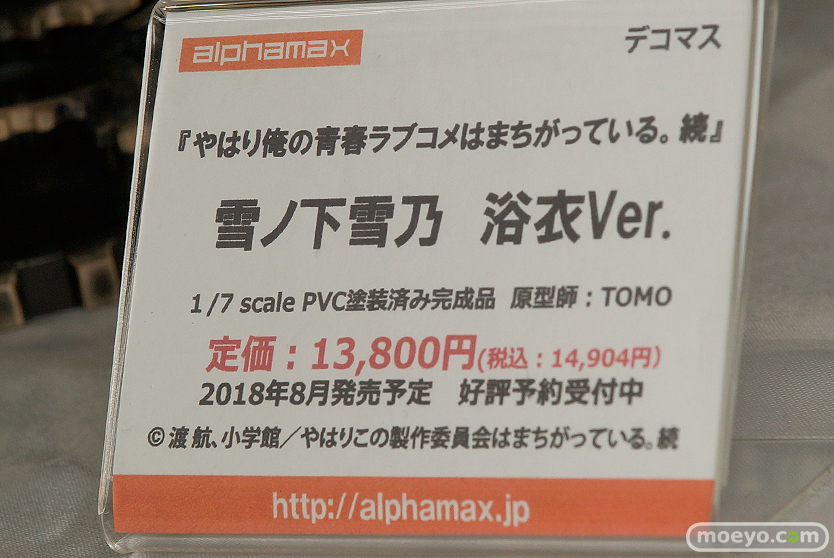 alphamax
デコマス
『やはり俺の青春ラブコメはまちがっている。続』
雪ノ下雪乃 浴衣Ver.
1/7 scale PVC塗装済み完成品 原型師：TOMO
定価：13,800円(税込：14,904円)
2018年8月発売予定 好評予約受付中
©渡 航、小学館／やはりこの製作委員会はまちがっている。続
http://alphamax.jp
moeyo.com